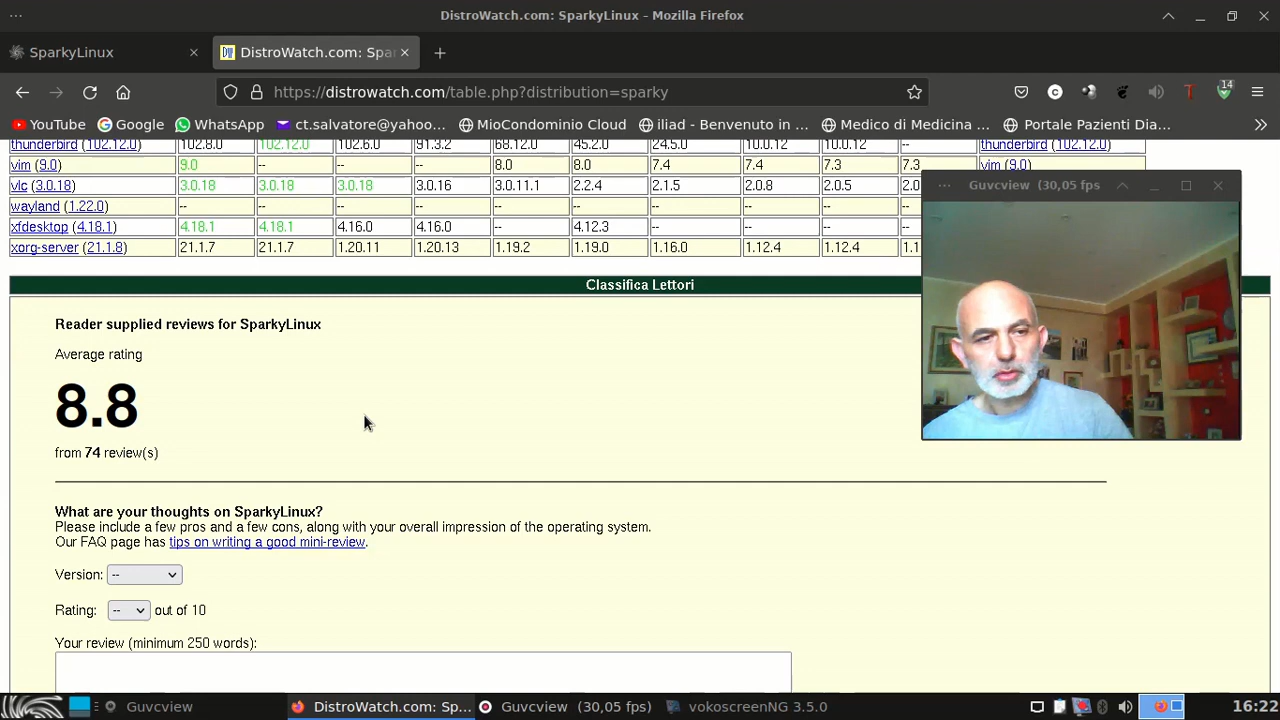 DistroWatch.com: SparkyLinux - Mozilla Firefox
SparkyLinux
DistroWatch.com: Spar
14
https://distrowatch.com/table.php?distribution=sparky
YouTube Google WhatsApp ct.salvatore@yahoo... MioCondominio Cloud iliad - Benvenuto in ... Medico di Medicina ... Portale Pazienti Dia...
thunderbird (102.12.0) 102.8.0 102.12.0 102.6.0 91.3.2 68.12.0 45.2.0 24.5.0 10.0.12 10.0.12 -- thunderbird (102.12.0)
vim (9.0) 9.0 -- -- -- 8.0 8.0 7.4 7.4 7.3 7.3 vim (9.0)
vlc (3.0.18) 3.0.18 3.0.18 3.0.18 3.0.16 3.0.11.1 2.2.4 2.1.5 2.0.8 2.0.5 2.0
wayland (1.22.0) -- -- -- -- -- -- -- -- -- --
xfdesktop (4.18.1) 4.18.1 4.18.1 4.16.0 4.16.0 -- 4.12.3 -- -- -- --
xorg-server (21.1.8) 21.1.7 21.1.7 1.20.11 1.20.13 1.19.2 1.19.0 1.16.0 1.12.4 1.12.4 1.1
Guvcview (30,05 fps
Classifica Lettori
Reader supplied reviews for SparkyLinux
Average rating
8.8
from 74 review(s)
What are your thoughts on SparkyLinux?
Please include a few pros and a few cons, along with your overall impression of the operating system.
Our FAQ page has tips on writing a good mini-review.
Version: --
Rating: -- out of 10
Your review (minimum 250 words):
Guvcview DistroWatch.com: Sp... Guvcview (30,05 fps) vokoscreenNG 3.5.0 16:22